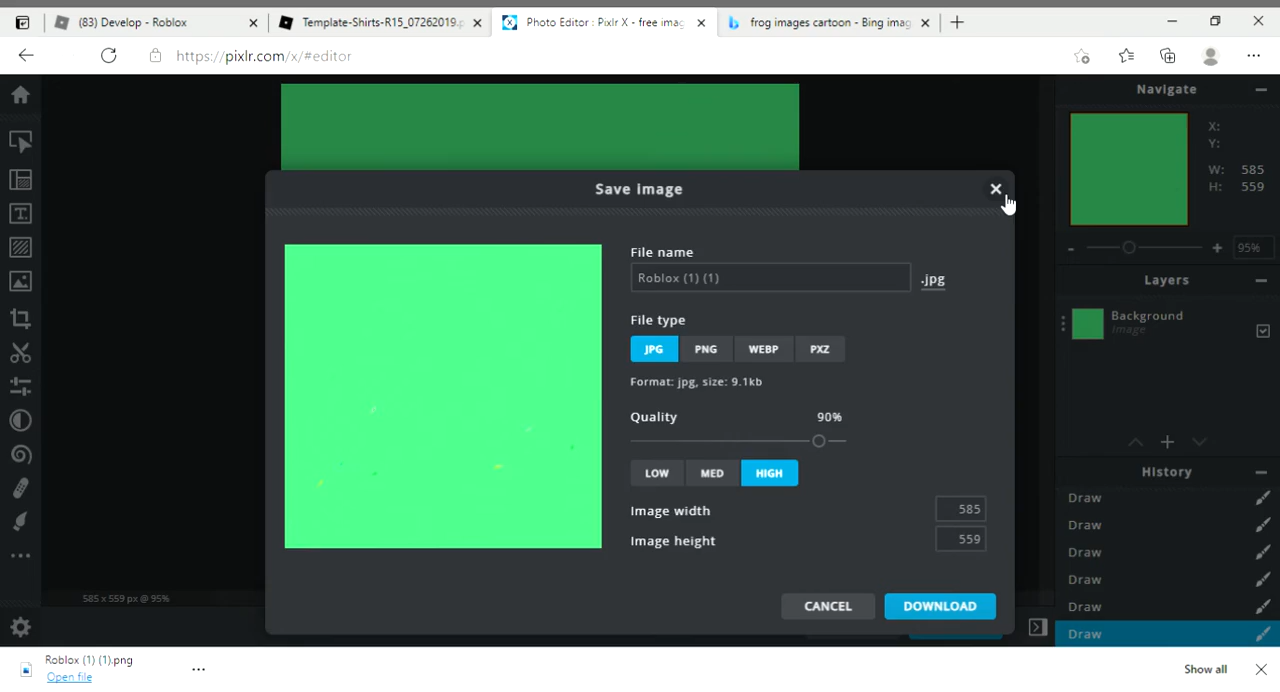 (83) Develop - Roblox
Template-Shirts-R15_07262019.p
Photo Editor : Pixlr X - free imag
frog images cartoon - Bing imag
https://pixlr.com/x/#editor
Navigate
X:
Y:
W: 585
H: 559
95%
Layers
Background
Image
History
Draw
Draw
Draw
Draw
Draw
Draw
Save image
File name
Roblox (1) (1)
.jpg
File type
JPG PNG WEBP PXZ
Format: jpg, size: 9.1kb
Quality 90%
LOW MED HIGH
Image width 585
Image height 559
CANCEL DOWNLOAD
585 x 559 px @ 95%
Roblox (1) (1).png
Open file
Show all